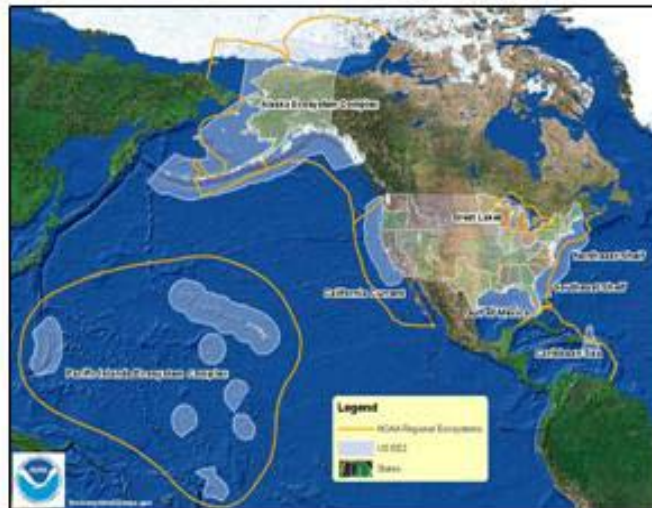 Alaska Ecosystem Complex
Great Lakes
Northeast Shelf
Southeast Shelf
California Current
Gulf of Mexico
Caribbean Sea
Pacific Islands Ecosystem Complex
Legend
NOAA Regional Ecosystems
US EEZ
States
NOAA